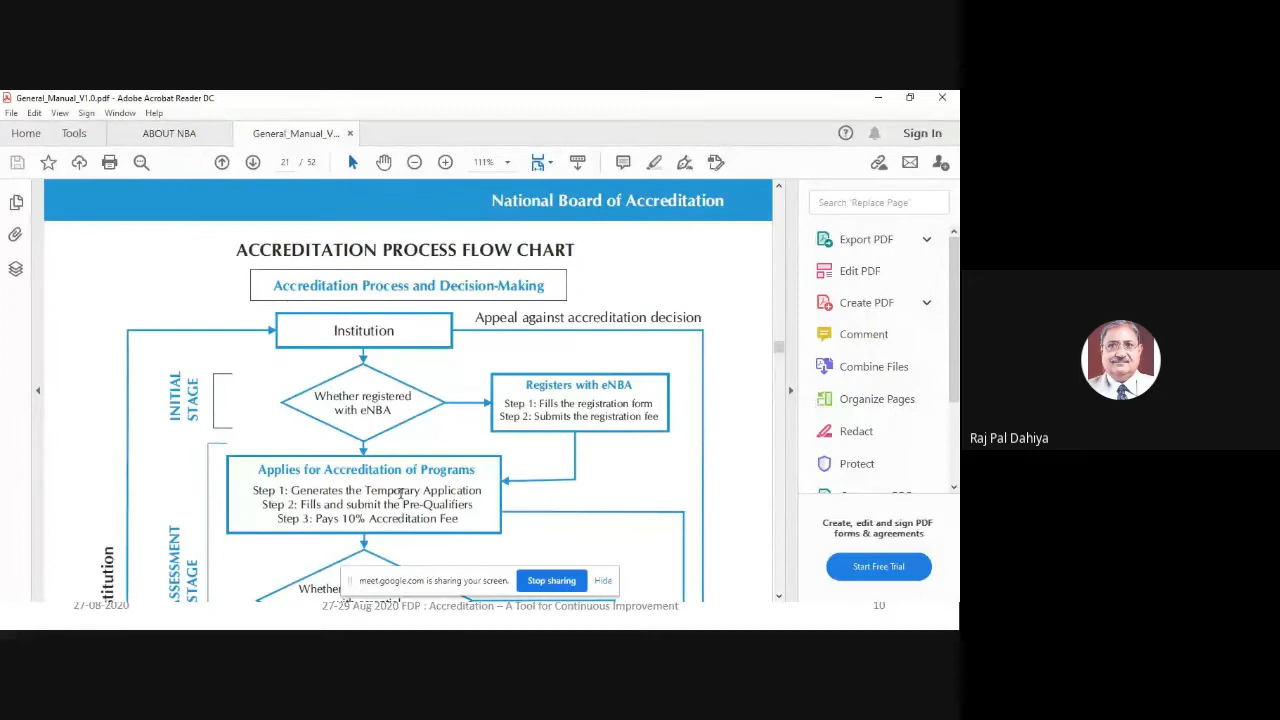 General_Manual_V1.0.pdf - Adobe Acrobat Reader DC
File Edit View Sign Window Help
Home Tools ABOUT NBA General_Manual_V... × Sign In
21 / 52 111%
National Board of Accreditation
ACCREDITATION PROCESS FLOW CHART
Accreditation Process and Decision-Making
Appeal against accreditation decision
Institution
INITIAL
STAGE
Whether registered
with eNBA
Registers with eNBA
Step 1: Fills the registration form
Step 2: Submits the registration fee
Applies for Accreditation of Programs
Step 1: Generates the Temporary Application
Step 2: Fills and submit the Pre-Qualifiers
Step 3: Pays 10% Accreditation Fee
STAGE
Whether
meet.google.com is sharing your screen.
Stop sharing
Hide
27-08-2020
27-29 Aug 2020 FDP : Accreditation – A Tool for Continuous Improvement
10
Search 'Replace Page'
Export PDF
Edit PDF
Create PDF
Comment
Combine Files
Organize Pages
Redact
Protect
Create, edit and sign PDF
forms & agreements
Start Free Trial
Raj Pal Dahiya